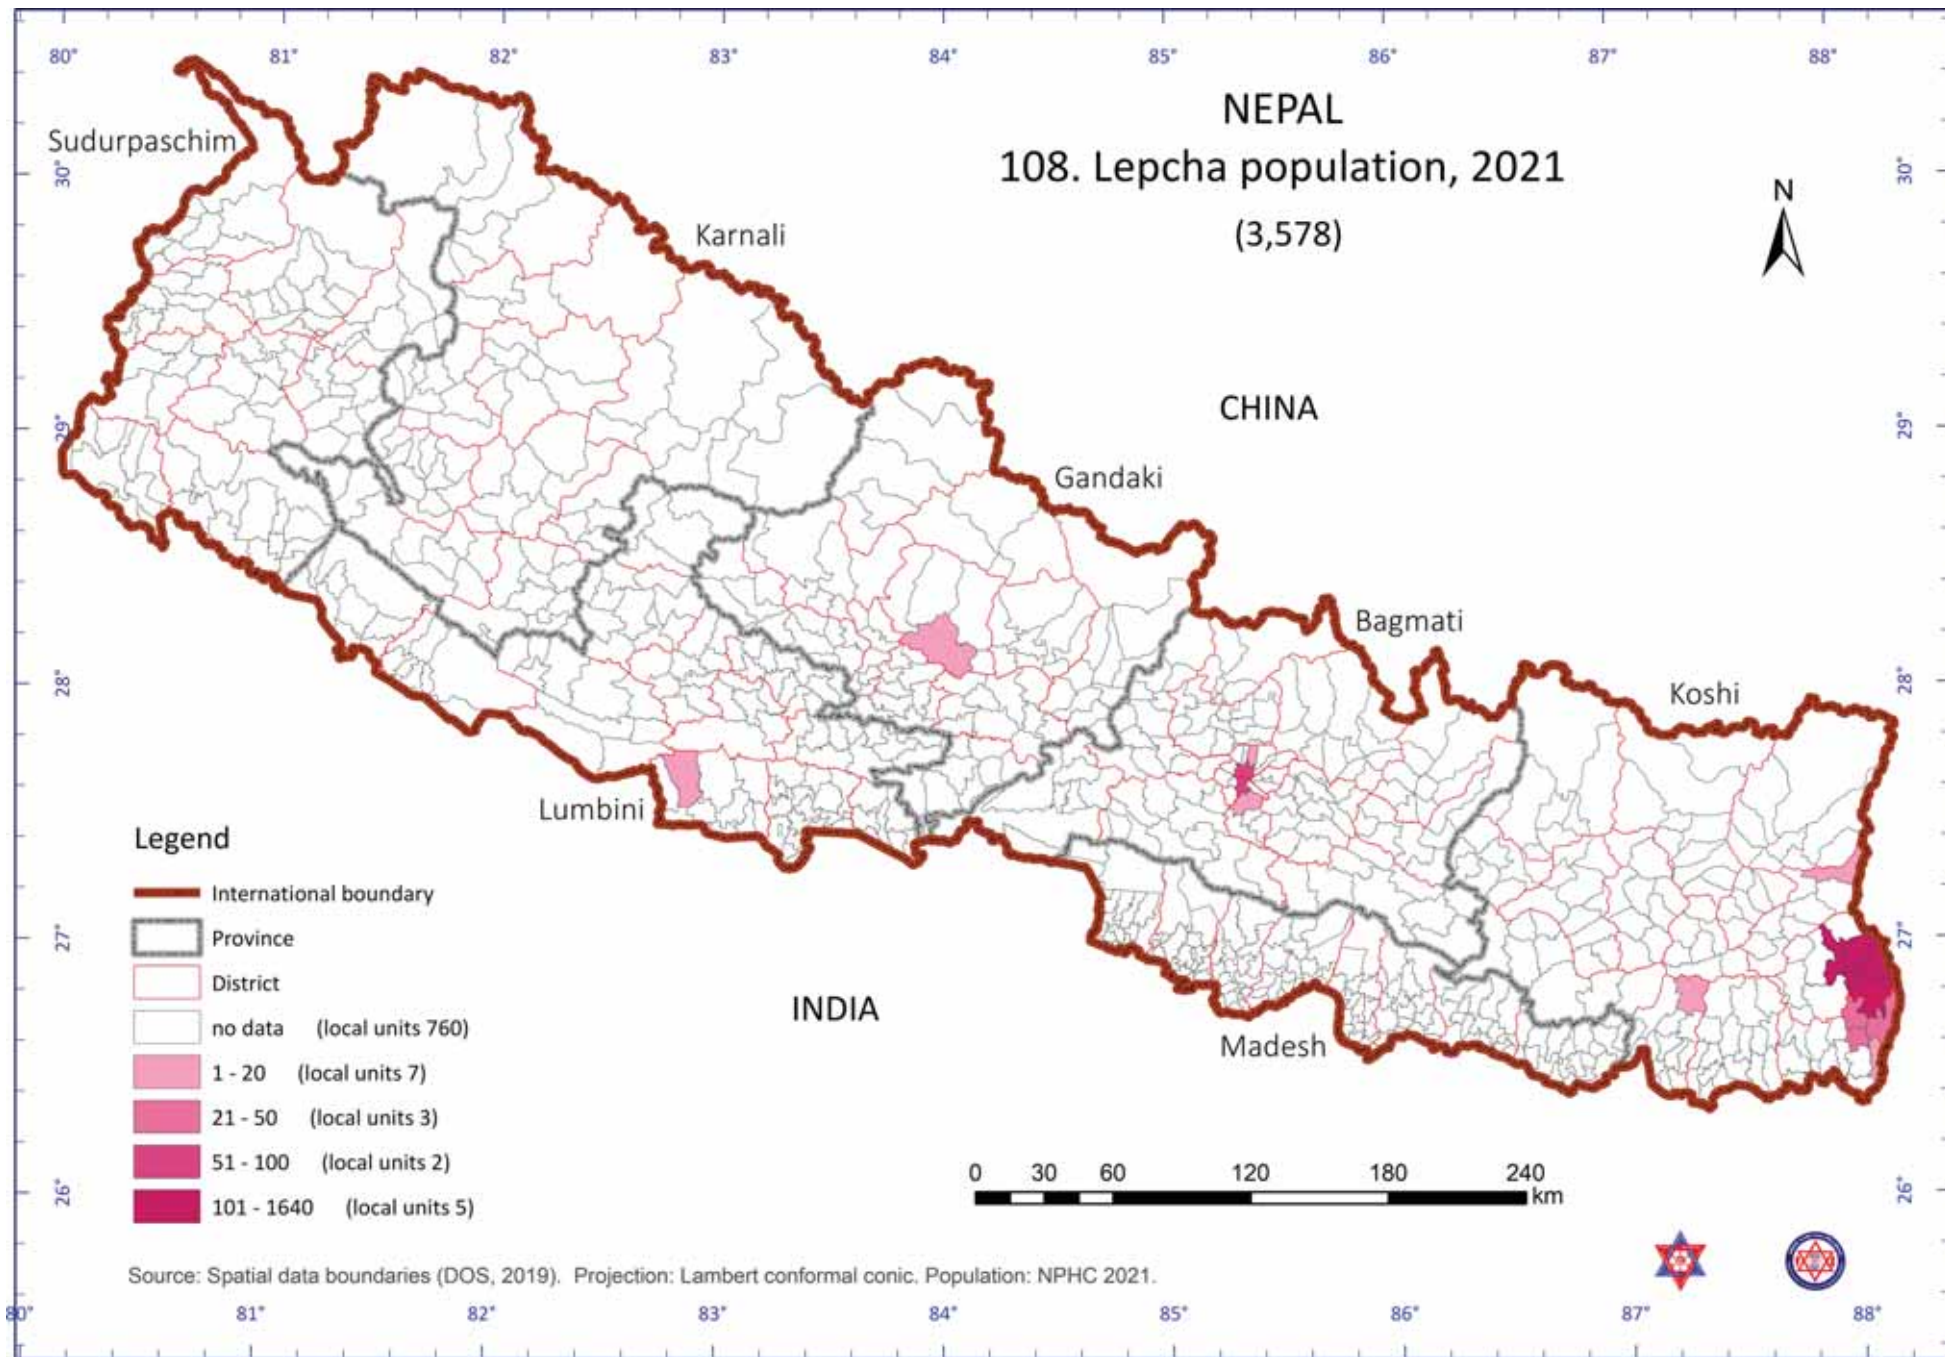 80° 81° 82° 83° 84° 85° 86° 87° 88°
NEPAL
108. Lepcha population, 2021
(3,578)
N
Sudurpaschim
30° 30°
Karnali
CHINA
29° 29°
Gandaki
Bagmati
28° 28°
Koshi
Lumbini
Legend
International boundary
Province
27° 27°
District
INDIA
no data (local units 760)
Madesh
1 - 20 (local units 7)
21 - 50 (local units 3)
51 - 100 (local units 2)
0 30 60 120 180 240
km
26° 26°
101 - 1640 (local units 5)
Source: Spatial data boundaries (DOS, 2019). Projection: Lambert conformal conic. Population: NPHC 2021.
80° 81° 82° 83° 84° 85° 86° 87° 88°